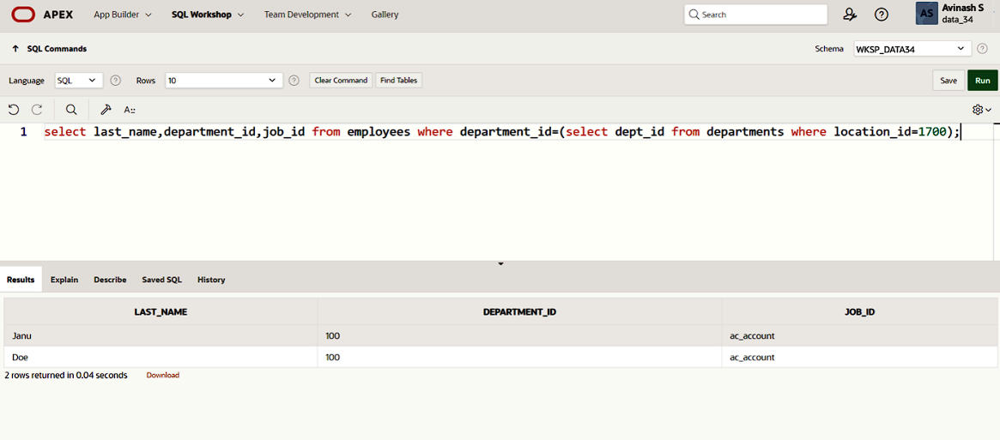 APEX App Builder SQL Workshop Team Development Gallery Search AS Avinash S
data_34
SQL Commands Schema WKSP_DATA34
Language SQL Rows 10 Clear Command Find Tables Save Run
A::
1 select last_name,department_id,job_id from employees where department_id=(select dept_id from departments where location_id=1700);
Results Explain Describe Saved SQL History
LAST_NAME DEPARTMENT_ID JOB_ID
Janu 100 ac_account
Doe 100 ac_account
2 rows returned in 0.04 seconds Download